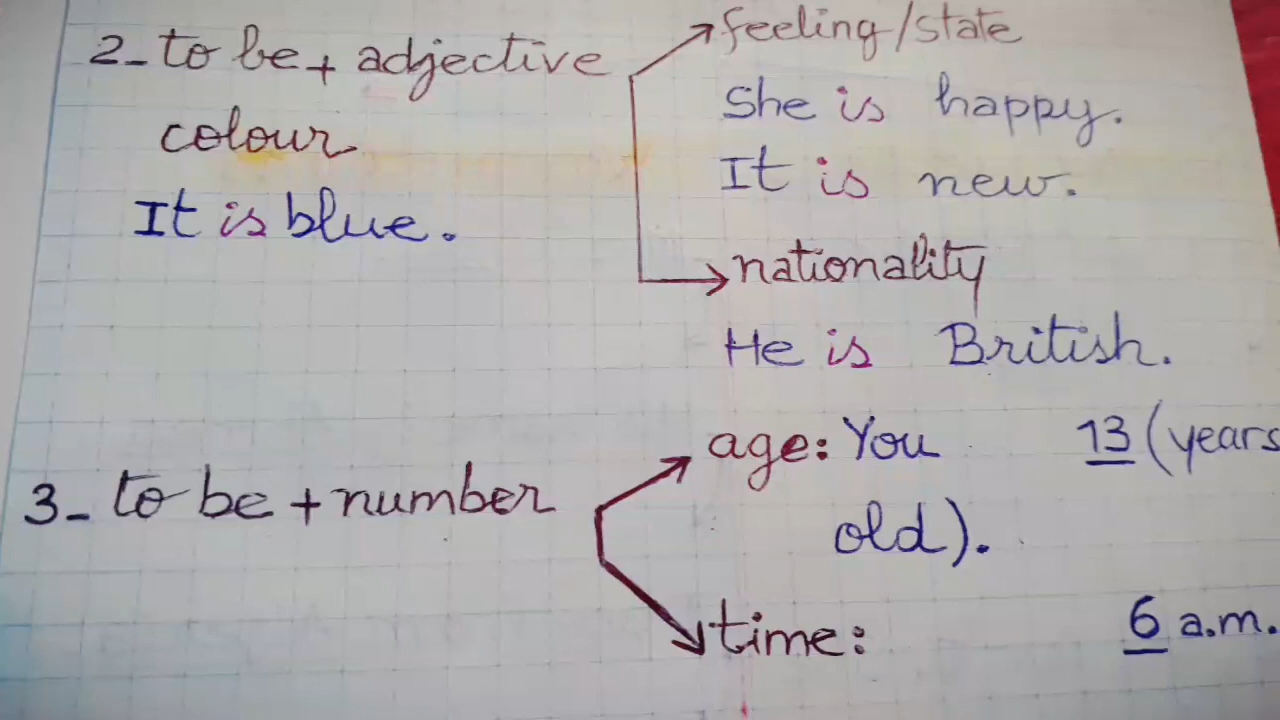 2- to be + adjective
colour
It is blue.
feeling/state
She is happy.
It is new.
nationality
He is British.
3- to be + number
age: You 13 (years
old).
time: 6 a.m.